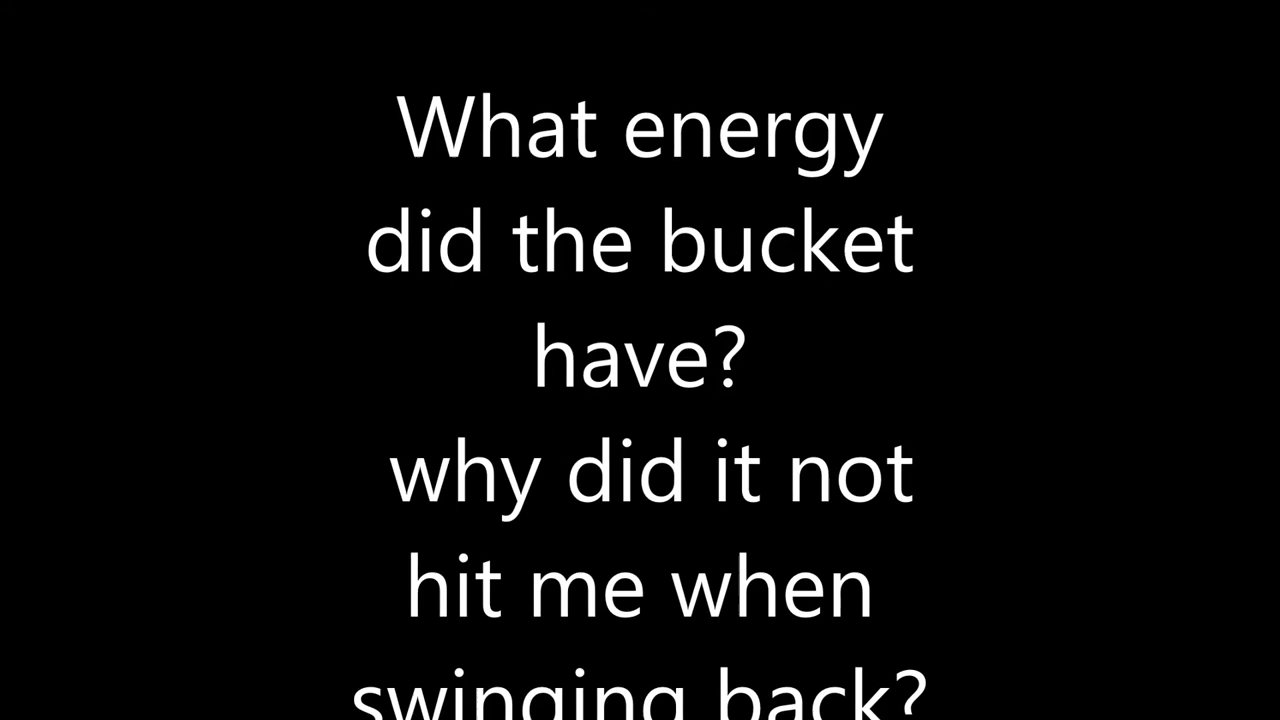 What energy
did the bucket
have?
why did it not
hit me when
swinging back?